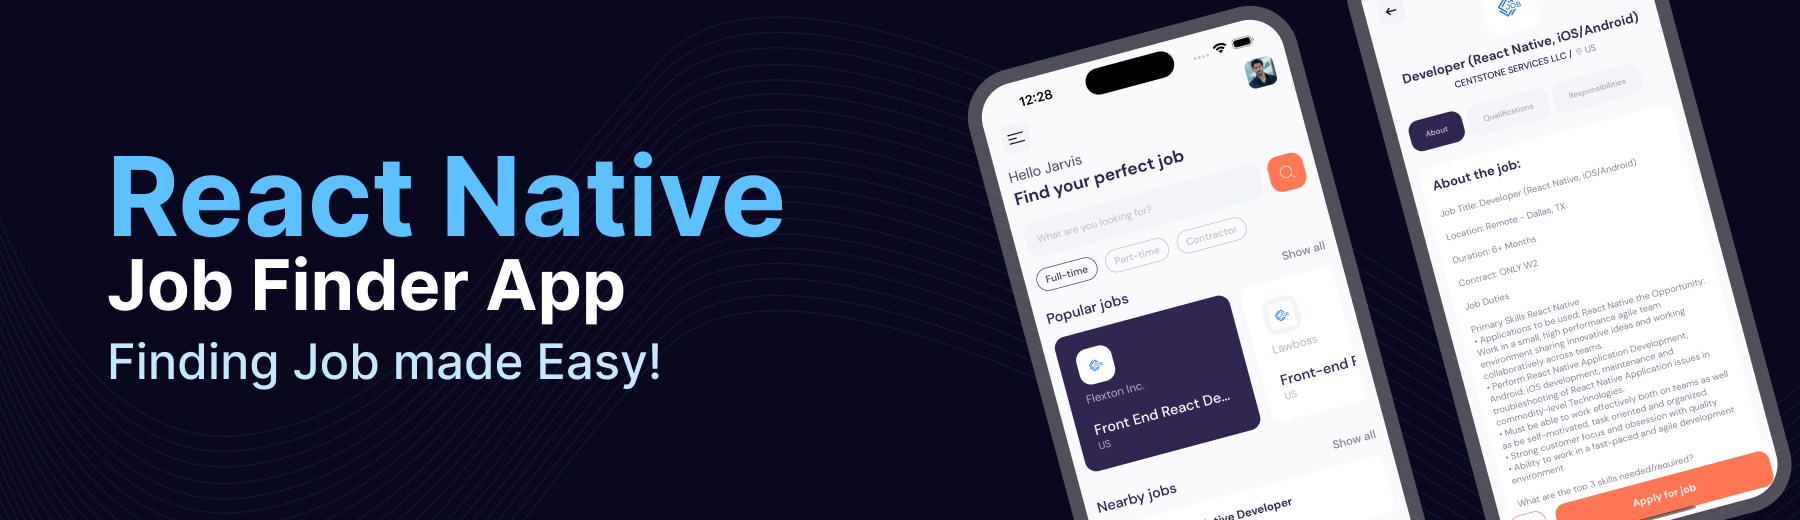 React Native
Job Finder App
Finding Job made Easy!
12:28
Hello Jarvis
Find your perfect job
What are you looking for?
Full-time
Part-time
Contractor
Popular jobs
Show all
Flexton Inc.
Front End React De...
US
Lawboss
Front-end
US
Nearby jobs
Show all
tive Developer
JOB
Developer (React Native, iOS/Android)
CENTSTONE SERVICES LLC / US
About
Qualifications
Responsibilities
About the job:
Job Title: Developer (React Native, iOS/Android)
Location: Remote - Dallas, TX
Duration: 6+ Months
Contract: ONLY W2
Job Duties
Primary Skills React Native
• Applications to be used: React Native the Opportunity:
Work in a small, high performance agile team
environment sharing innovative ideas and working
collaboratively across teams.
• Perform React Native Application Development,
Android, iOS development, maintenance and
troubleshooting of React Native Application issues in
commodity-level Technologies.
• Must be able to work effectively both on teams as well
as be self-motivated, task oriented and organized.
• Strong customer focus and obsession with quality
• Ability to work in a fast-paced and agile development
environment
What are the top 3 skills needed/required?
Apply for job